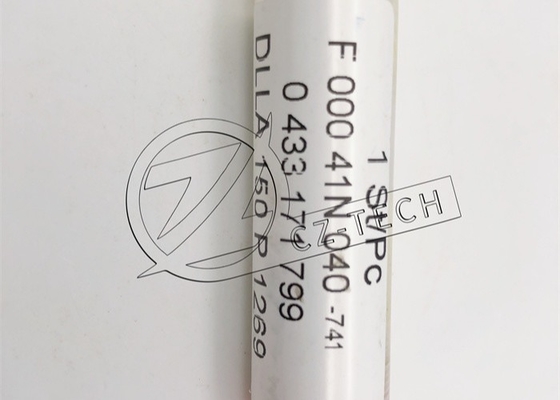 1 St/PC
F 000 41N 040 -741
0 433 171 799
DLLA 150 P 1269
CZ-TECH